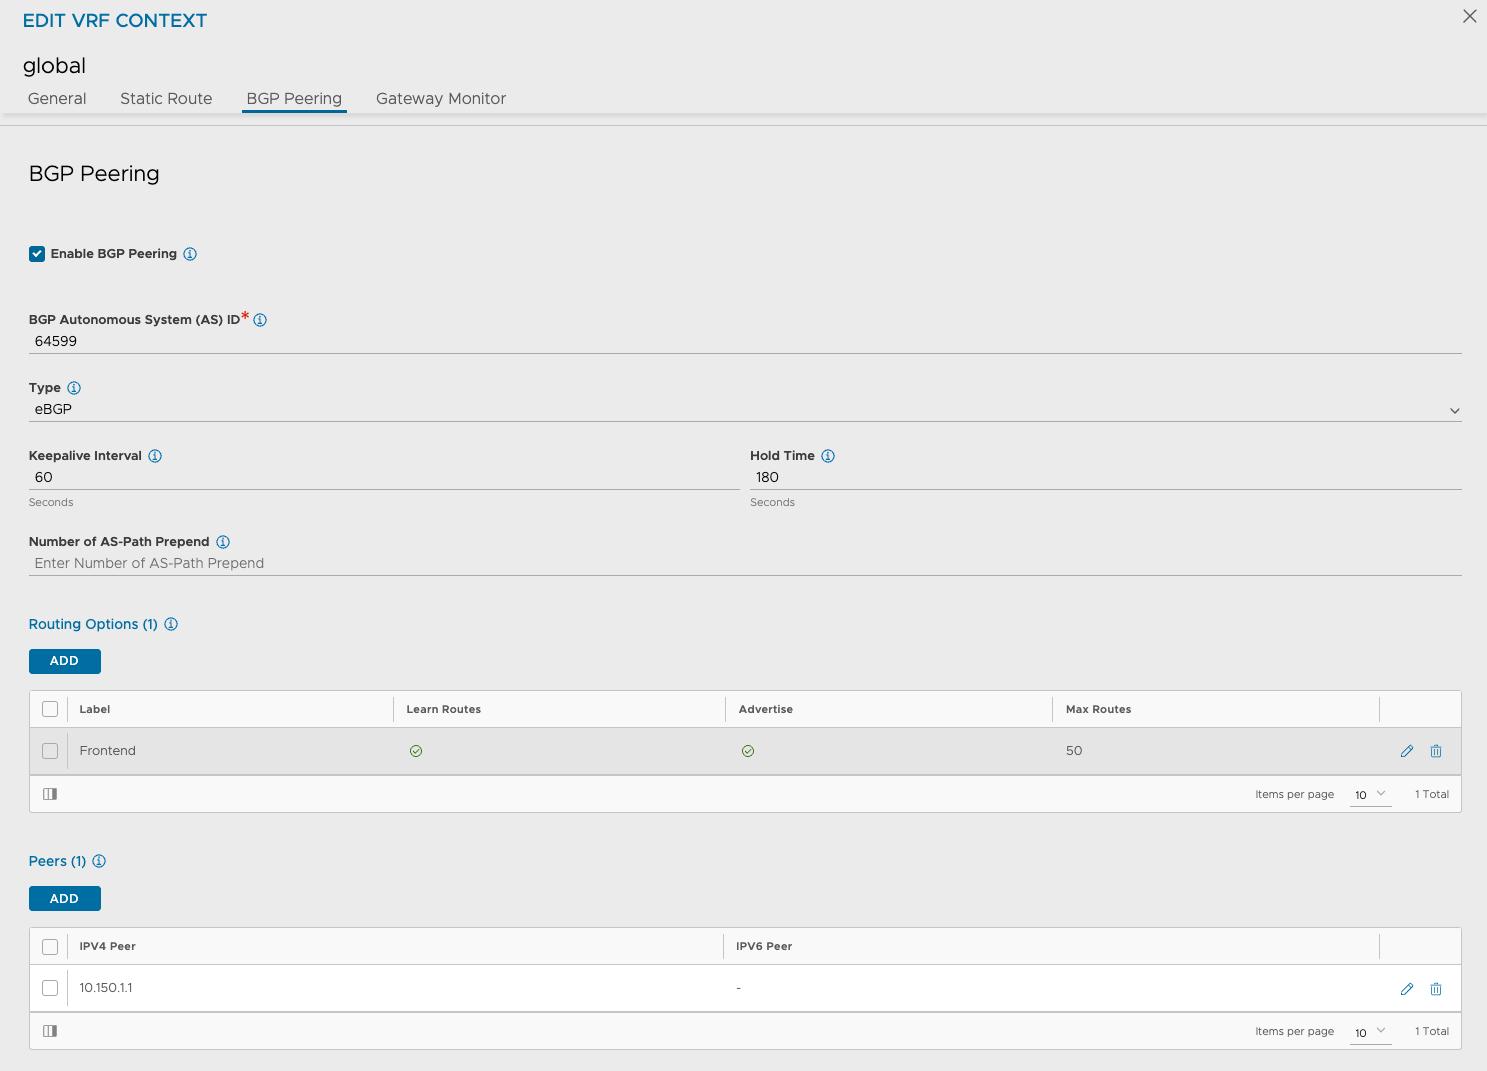 EDIT VRF CONTEXT
global
General Static Route BGP Peering Gateway Monitor
BGP Peering
Enable BGP Peering
BGP Autonomous System (AS) ID*
64599
Type
eBGP
Keepalive Interval Hold Time
60 180
Seconds Seconds
Number of AS-Path Prepend
Enter Number of AS-Path Prepend
Routing Options (1)
ADD
Label Learn Routes Advertise Max Routes
Frontend 50
Items per page 10 1 Total
Peers (1)
ADD
IPV4 Peer IPV6 Peer
10.150.1.1 -
Items per page 10 1 Total